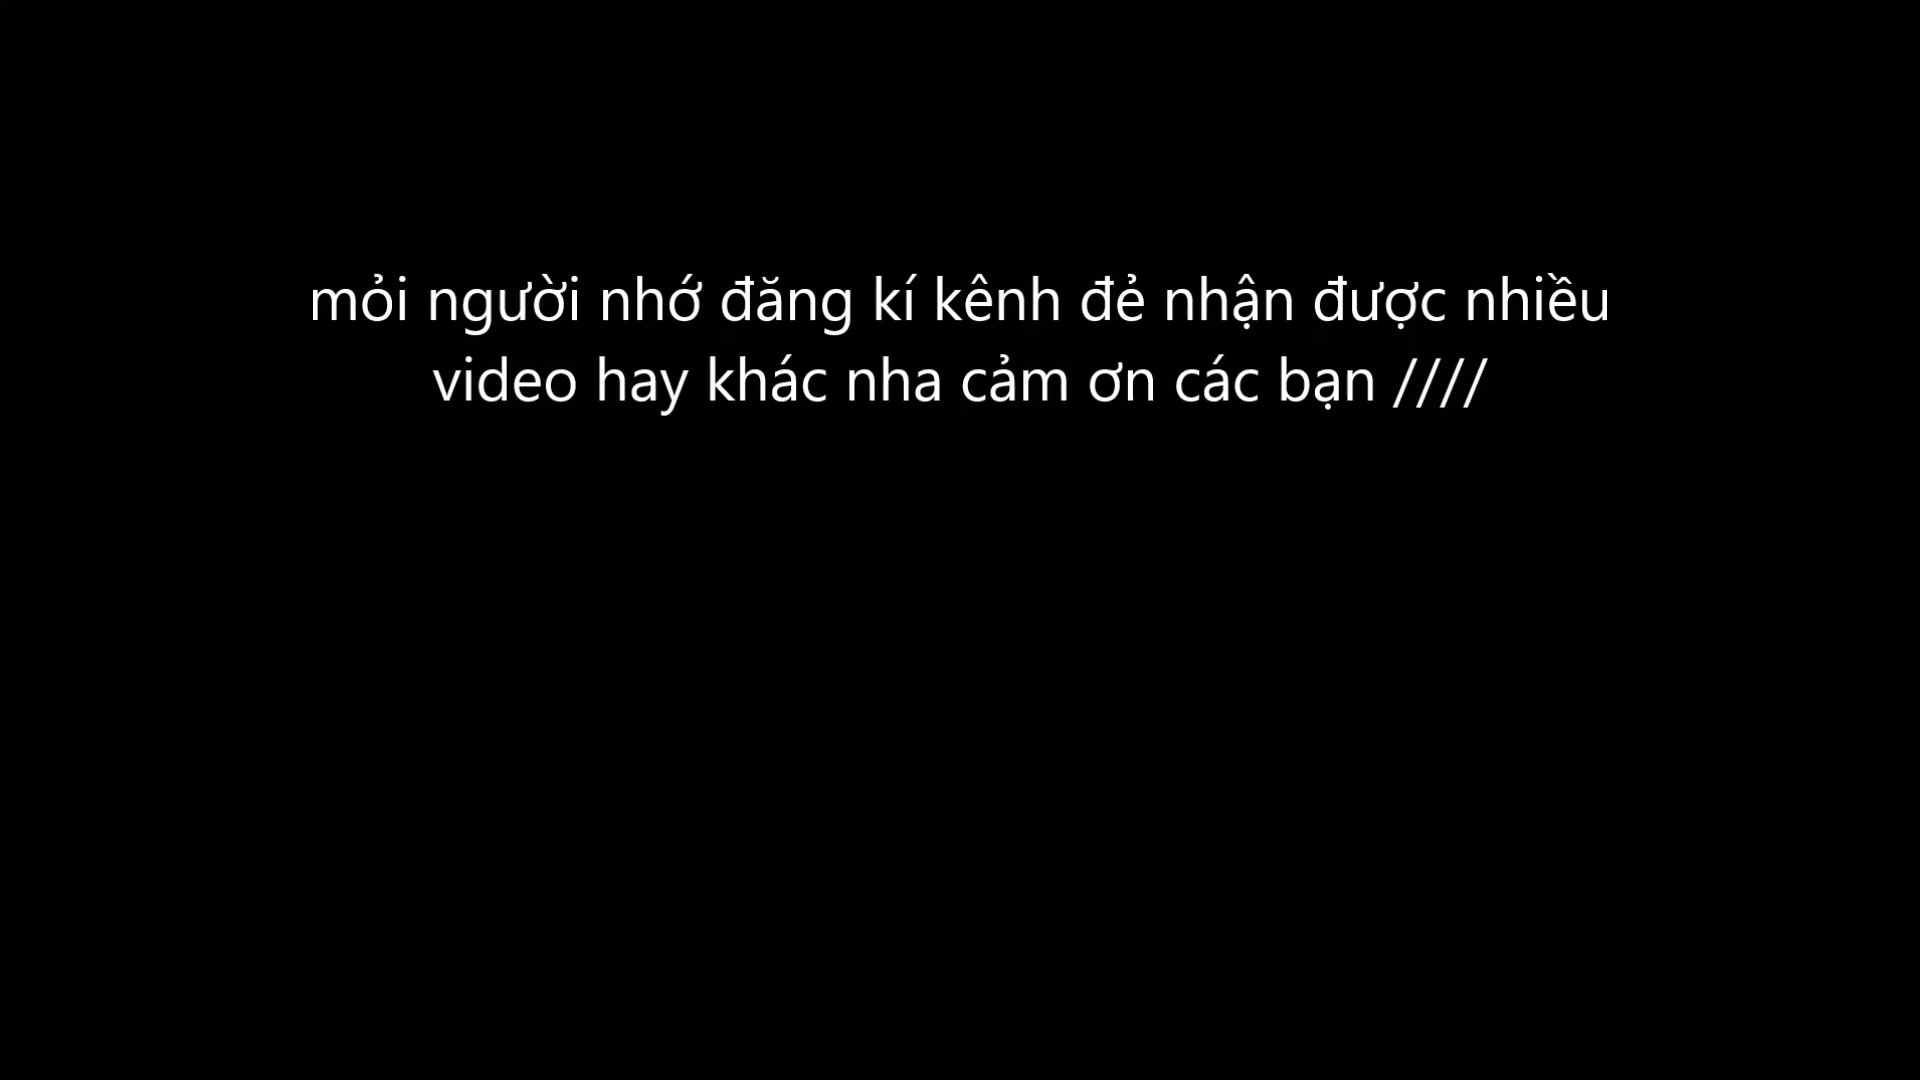 mỏi người nhớ đăng kí kênh đẻ nhận được nhiều
video hay khác nha cảm ơn các bạn ////